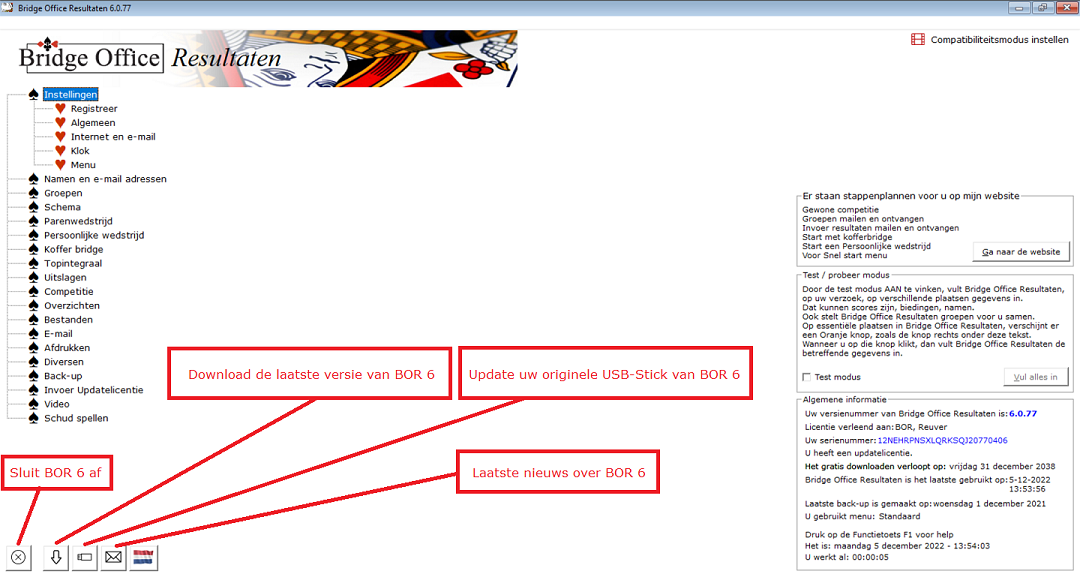 Bridge Office Resultaten 6.0.77
Bridge Office Resultaten
Compatibiliteitsmodus instellen
Instellingen
Registreer
Algemeen
Internet en e-mail
Klok
Menu
Namen en e-mail adressen
Groepen
Schema
Parenwedstrijd
Persoonlijke wedstrijd
Koffer bridge
Topintegraal
Uitslagen
Competitie
Overzichten
Bestanden
E-mail
Afdrukken
Diversen
Back-up
Invoer Updatelicentie
Video
Schud spellen
Download de laatste versie van BOR 6
Update uw originele USB-Stick van BOR 6
Sluit BOR 6 af
Laatste nieuws over BOR 6
Er staan stappenplannen voor u op mijn website
Gewone competitie
Groepen mailen en ontvangen
Invoer resultaten mailen en ontvangen
Start met kofferbridge
Start een Persoonlijke wedstrijd
Voor Snel start menu
Ga naar de website
Test / probeer modus
Door de test modus AAN te vinken, vult Bridge Office Resultaten,
op uw verzoek, op verschillende plaatsen gegevens in.
Dat kunnen scores zijn, biedingen, namen.
Ook stelt Bridge Office Resultaten groepen voor u samen.
Op essentiële plaatsen in Bridge Office Resultaten, verschijnt er
een Oranje knop, zoals de knop rechts onder deze tekst.
Wanneer u op die knop klikt, dan vult Bridge Office Resultaten de
betreffende gegevens in.
Test modus
Vul alles in
Algemene informatie
Uw versienummer van Bridge Office Resultaten is:6.0.77
Licentie verleend aan:BOR, Reuver
Uw serienummer:12NEHRPNSXLQRKSQJ20770406
U heeft een updatelicentie.
Het gratis downloaden verloopt op: vrijdag 31 december 2038
Bridge Office Resultaten is het laatste gebruikt op:5-12-2022
13:53:56
Laatste back-up is gemaakt op:woensdag 1 december 2021
U gebruikt menu: Standaard
Druk op de Functietoets F1 voor help
Het is: maandag 5 december 2022 - 13:54:03
U werkt al: 00:00:05